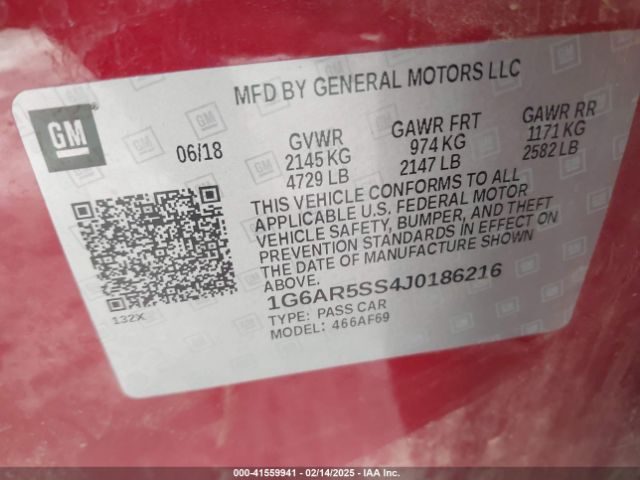 MFD BY GENERAL MOTORS LLC
GM
06/18
GVWR
2145 KG
4729 LB
GAWR FRT
974 KG
2147 LB
GAWR RR
1171 KG
2582 LB
THIS VEHICLE CONFORMS TO ALL
APPLICABLE U.S. FEDERAL MOTOR
VEHICLE SAFETY, BUMPER, AND THEFT
PREVENTION STANDARDS IN EFFECT ON
THE DATE OF MANUFACTURE SHOWN
ABOVE.
1G6AR5SS4J0186216
132X
TYPE: PASS CAR
MODEL: 466AF69
000-41559941 - 02/14/2025 - IAAI.CA